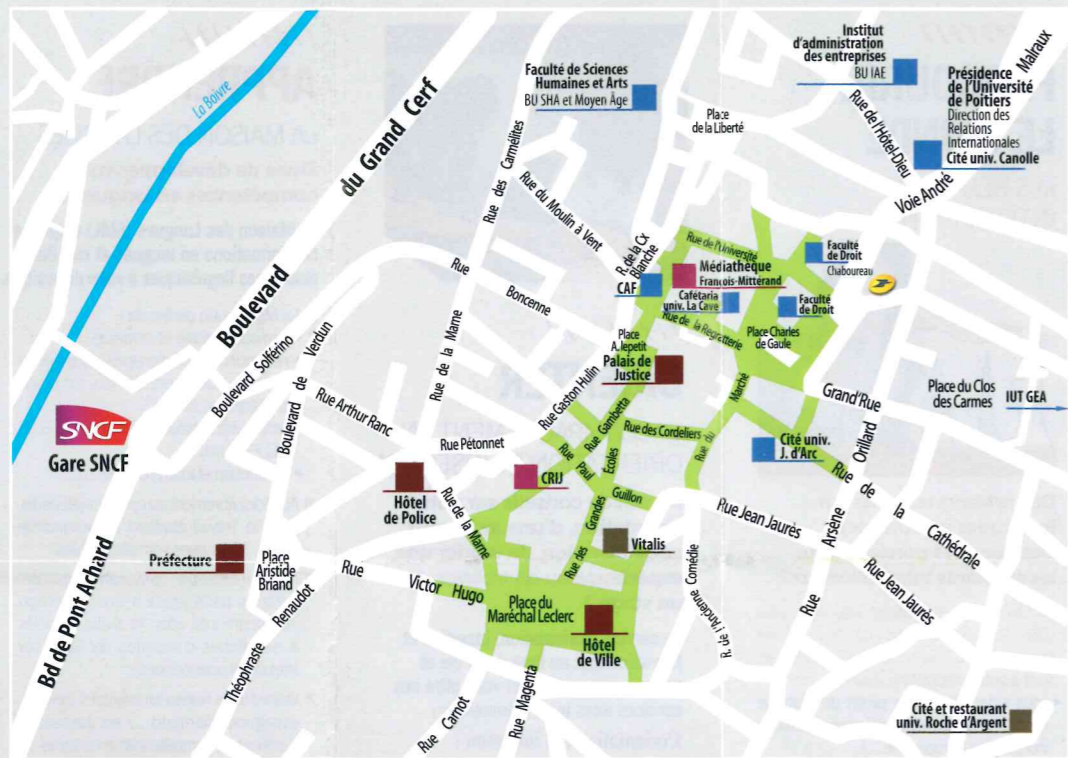 La Boivre
Boulevard
du Grand Cerf
Faculté de Sciences
Humaines et Arts
BU SHA et Moyen Âge
Institut
d'administration
des entreprises
BU IAE
Présidence
de l'Université
de Poitiers
Direction des
Relations
Internationales
Cité univ. Canolle
Malraux
Voie André
Rue de l'Hôtel-Dieu
Place
de la Liberté
Rue des Carmélites
Rue du Moulin à Vent
R. de la Cx
Blanche
Rue de l'Université
Médiathèque
François-Mittérand
Faculté
de Droit
Chaboureau
CAF
Cafétaria
univ. La Cave
Faculté
de Droit
Rue
Boncenne
Rue de la Regratterie
Place Charles
de Gaule
Place
A. lepetit
Palais de
Justice
Boulevard Solférino
Boulevard de Verdun
Rue de la Marne
Rue Arthur Ranc
Rue Gaston Hulin
Rue Gambetta
Rue du Marché
Grand'Rue
Place du Clos
des Carmes
IUT GEA
SNCF
Gare SNCF
Rue Pétonnet
Rue des Cordeliers
Cité univ.
J. d'Arc
Rue de la Cathédrale
CRIJ
Rue Paul Guillon
Rue des Grandes Ecoles
Hôtel
de Police
Rue de la Marne
Vitalis
Rue Jean Jaurès
Rue Arsène Orillard
Rue Jean Jaurès
Préfecture
Place
Aristide
Briand
Rue Victor Hugo
Place du
Maréchal Leclerc
Hôtel
de Ville
R. de l'Ancienne Comédie
Bd de Pont Achard
Théophraste Renaudot
Rue Carnot
Rue Magenta
Cité et restaurant
univ. Roche d'Argent